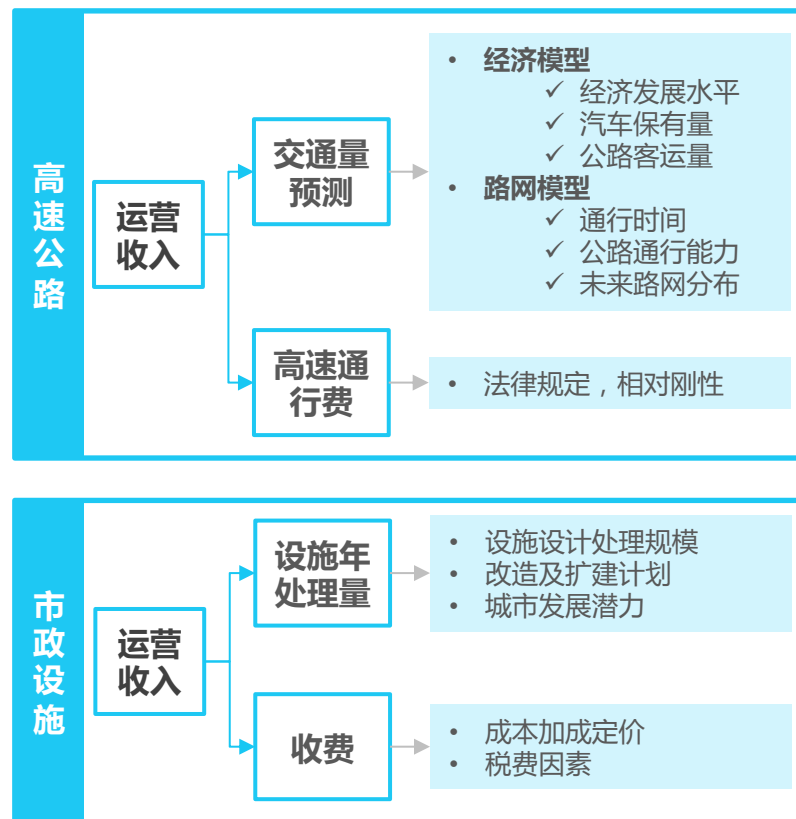 高速公路
运营
收入
交通量
预测
• 经济模型
✓ 经济发展水平
✓ 汽车保有量
✓ 公路客运量
• 路网模型
✓ 通行时间
✓ 公路通行能力
✓ 未来路网分布
高速通
行费
• 法律规定，相对刚性
市政设施
运营
收入
设施年
处理量
• 设施设计处理规模
• 改造及扩建计划
• 城市发展潜力
收费
• 成本加成定价
• 税费因素